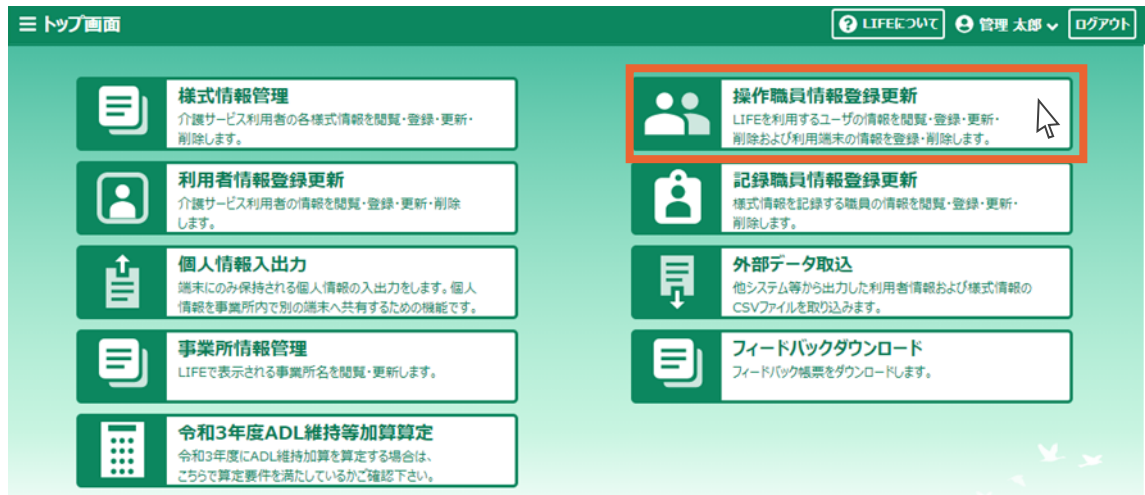 トップ画面
? LIFEについて
管理 太郎
ログアウト
様式情報管理
介護サービス利用者の各様式情報を閲覧・登録・更新・
削除します。
操作職員情報登録更新
LIFEを利用するユーザの情報を閲覧・登録・更新・
削除および利用端末の情報を登録・削除します。
利用者情報登録更新
介護サービス利用者の情報を閲覧・登録・更新・削除
します。
記録職員情報登録更新
様式情報を記録する職員の情報を閲覧・登録・更新・
削除します。
個人情報入出力
端末にのみ保持される個人情報の入出力をします。個人
情報を事業所内で別の端末へ共有するための機能です。
外部データ取込
他システム等から出力した利用者情報および様式情報の
CSVファイルを取り込みます。
事業所情報管理
LIFEで表示される事業所名を閲覧・更新します。
フィードバックダウンロード
フィードバック帳票をダウンロードします。
令和3年度ADL維持等加算算定
令和3年度にADL維持加算を算定する場合は、
こちらで算定要件を満たしているかご確認下さい。